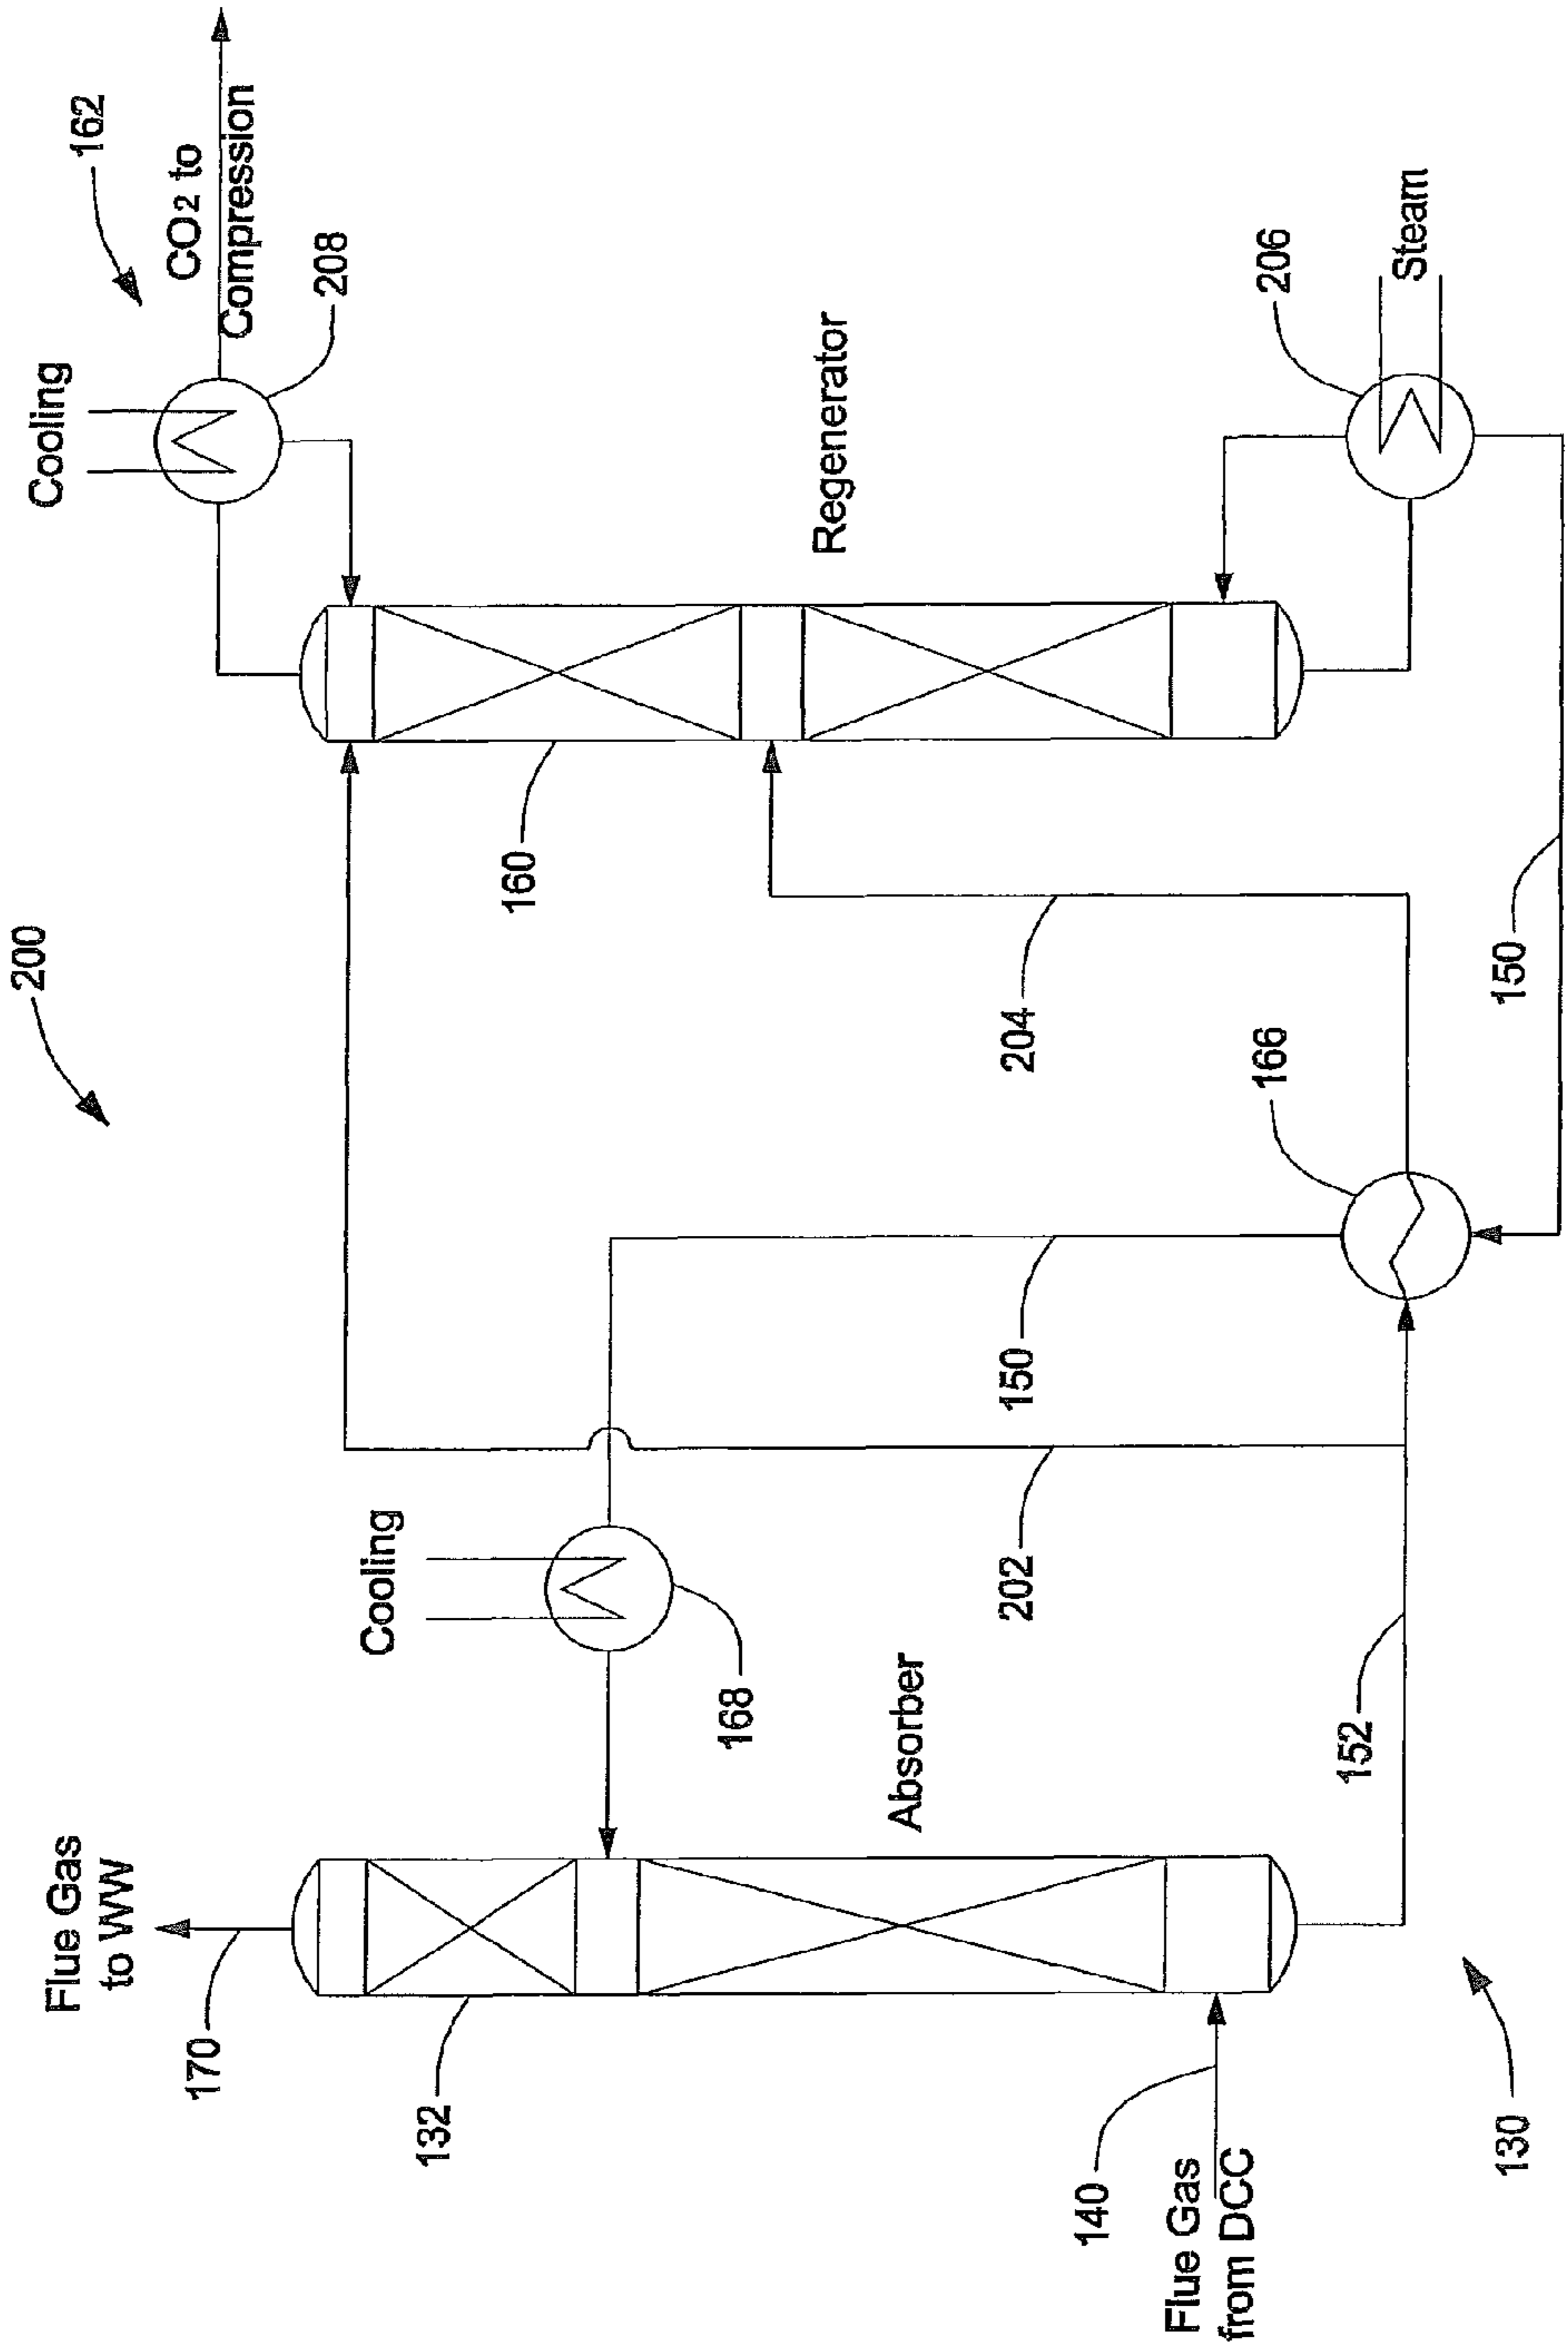 200
Flue Gas
to WW
170
Cooling
Cooling
162
CO2 to
Compression
208
132
168
160
Absorber
Regenerator
202
150
204
140
Flue Gas
from DCC
152
166
206
Steam
130
150